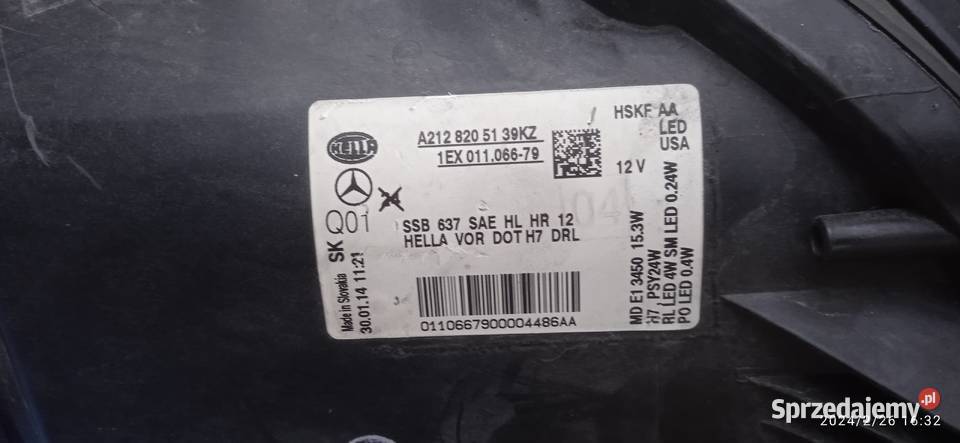 HELLA
A212 820 51 39KZ
1EX 011.066-79
HSKF AA
LED
USA
12 V
Q01
SK
SSB 637 SAE HL HR 12
HELLA VOR DOT H7 DRL
Made in Slovakia
30.01.14 11:21
0110667900004486AA
MD E1 3450 15.3W
H7 PSY24W
RL LED 4W SM LED 0.24W
PO LED 0.4W
Sprzedajemy.pl
2024/2/26 16:32